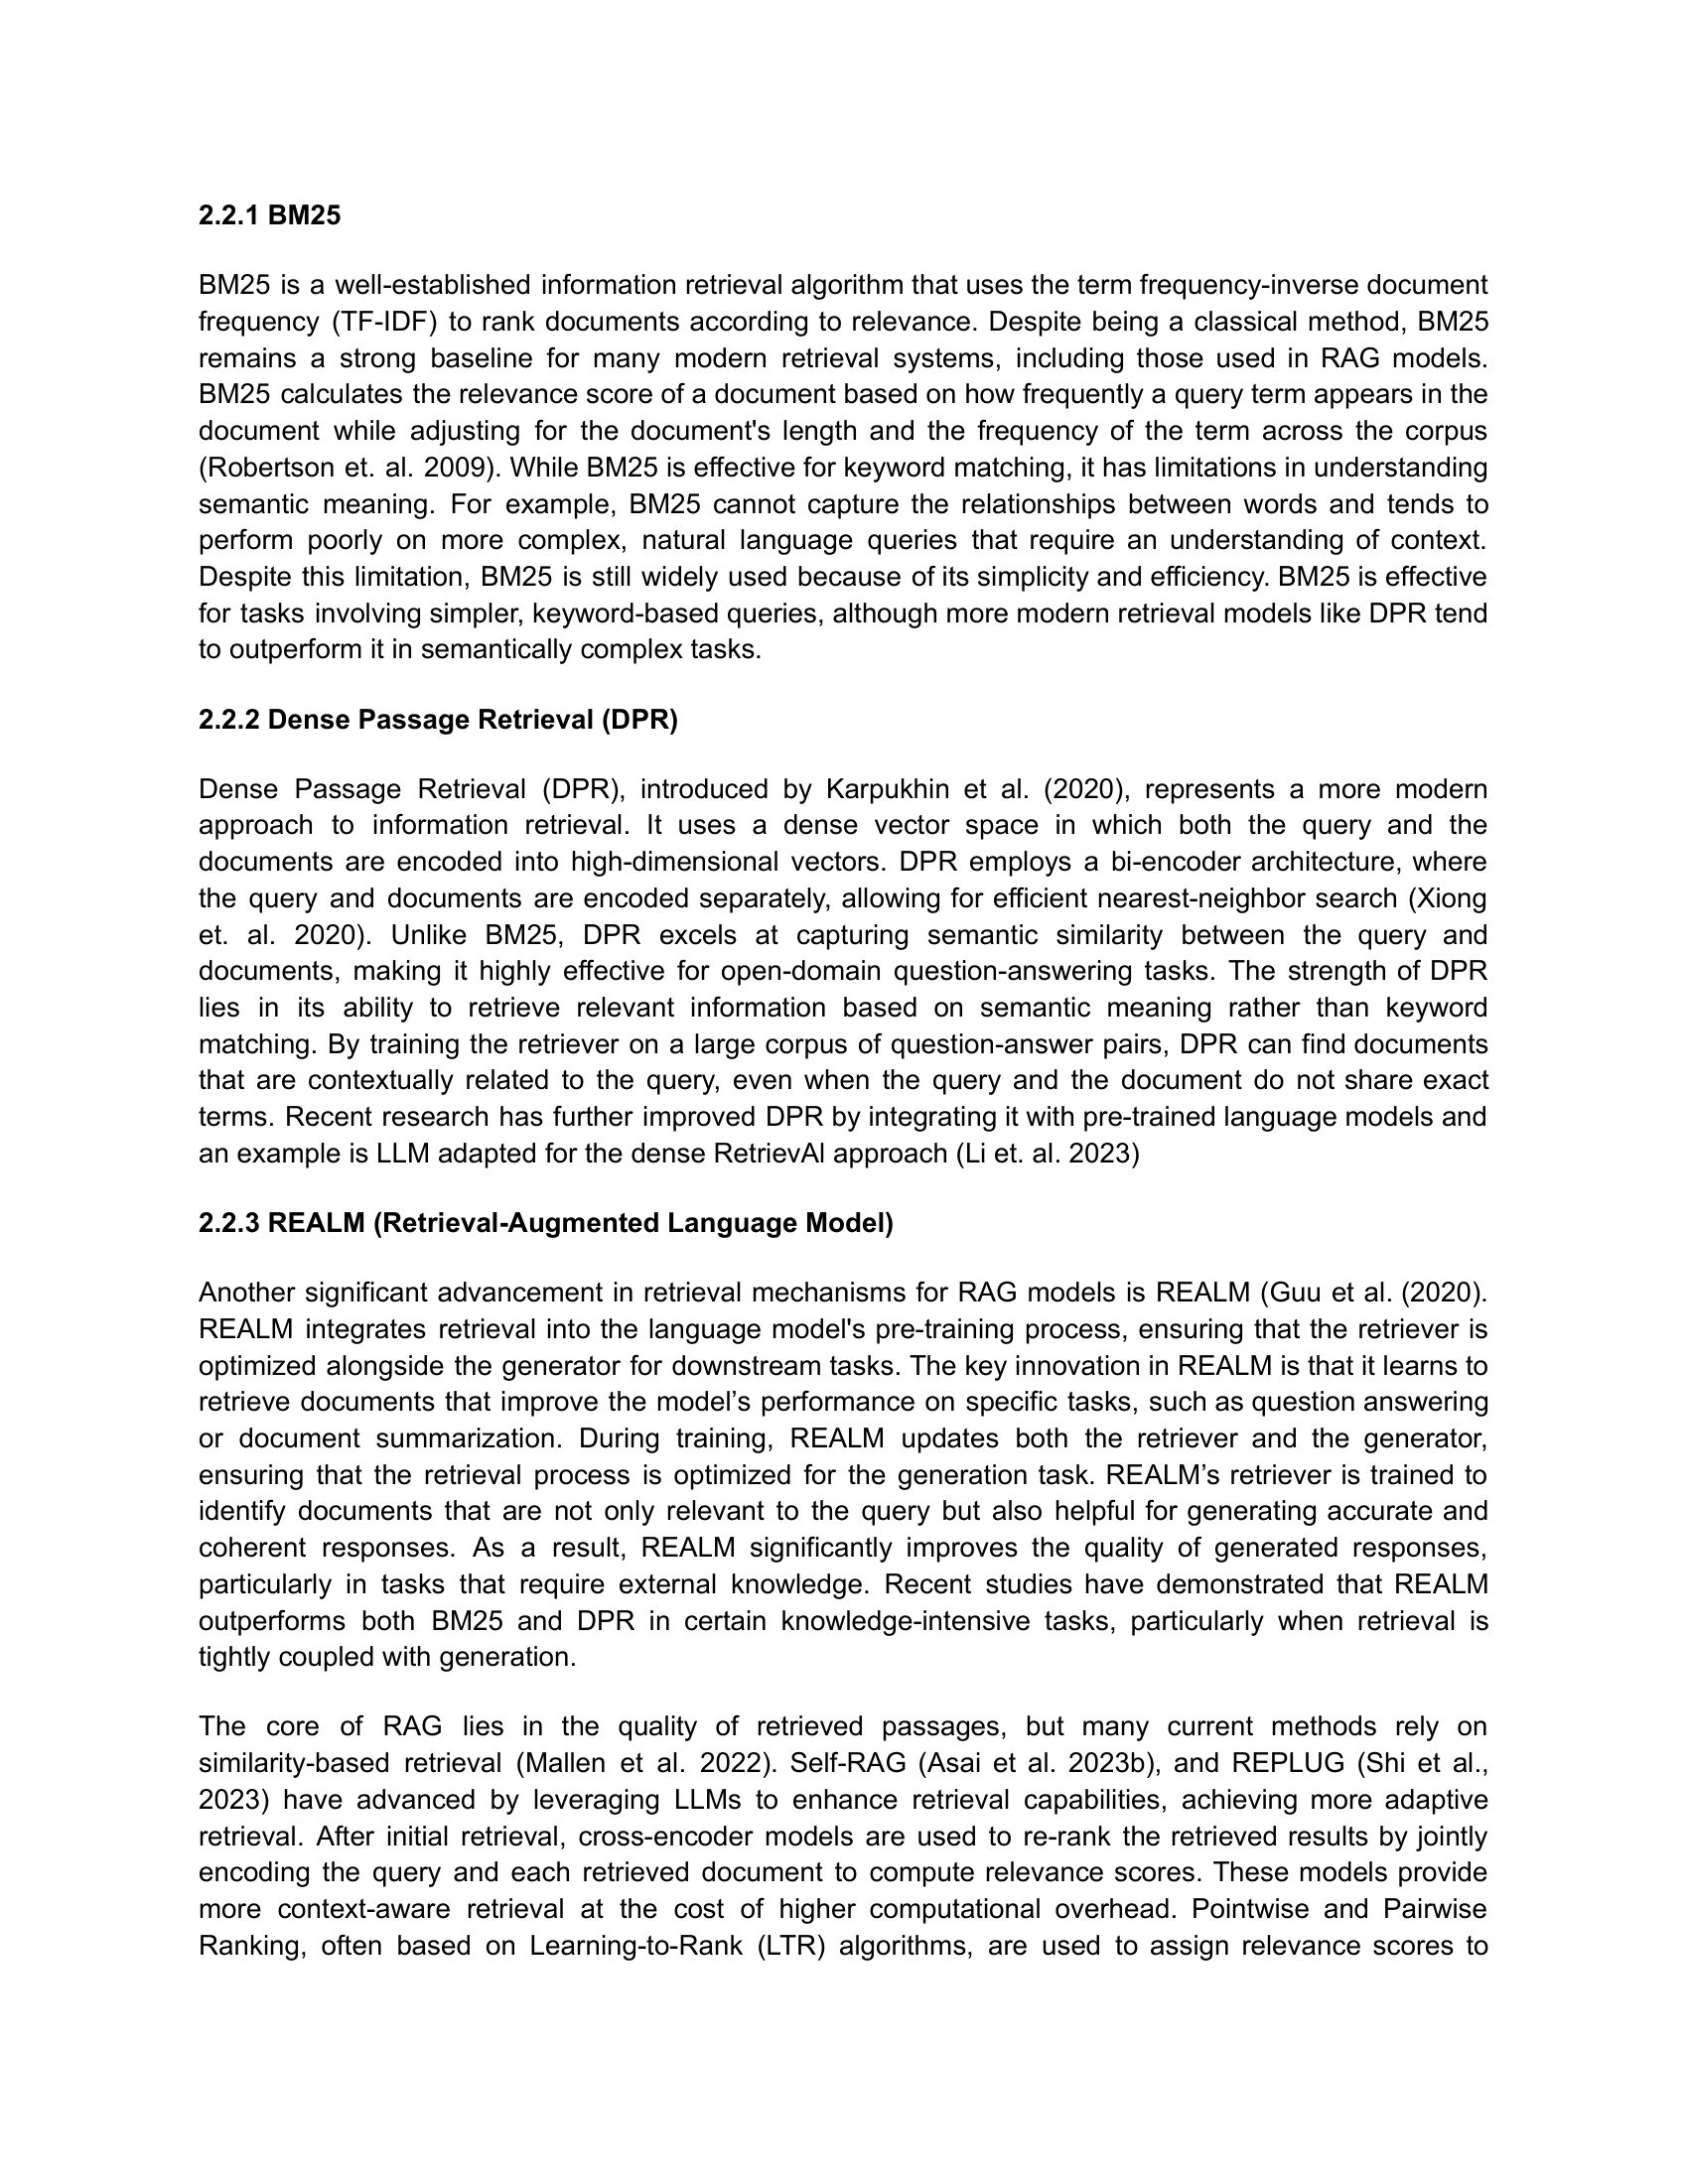 2.2.1 BM25
BM25 is a well-established information retrieval algorithm that uses the term frequency-inverse document
frequency (TF-IDF) to rank documents according to relevance. Despite being a classical method, BM25
remains a strong baseline for many modern retrieval systems, including those used in RAG models.
BM25 calculates the relevance score of a document based on how frequently a query term appears in the
document while adjusting for the document's length and the frequency of the term across the corpus
(Robertson et. al. 2009). While BM25 is effective for keyword matching, it has limitations in understanding
semantic meaning. For example, BM25 cannot capture the relationships between words and tends to
perform poorly on more complex, natural language queries that require an understanding of context.
Despite this limitation, BM25 is still widely used because of its simplicity and efficiency. BM25 is effective
for tasks involving simpler, keyword-based queries, although more modern retrieval models like DPR tend
to outperform it in semantically complex tasks.
2.2.2 Dense Passage Retrieval (DPR)
Dense Passage Retrieval (DPR), introduced by Karpukhin et al. (2020), represents a more modern
approach to information retrieval. It uses a dense vector space in which both the query and the
documents are encoded into high-dimensional vectors. DPR employs a bi-encoder architecture, where
the query and documents are encoded separately, allowing for efficient nearest-neighbor search (Xiong
et. al. 2020). Unlike BM25, DPR excels at capturing semantic similarity between the query and
documents, making it highly effective for open-domain question-answering tasks. The strength of DPR
lies in its ability to retrieve relevant information based on semantic meaning rather than keyword
matching. By training the retriever on a large corpus of question-answer pairs, DPR can find documents
that are contextually related to the query, even when the query and the document do not share exact
terms. Recent research has further improved DPR by integrating it with pre-trained language models and
an example is LLM adapted for the dense RetrievAl approach (Li et. al. 2023)
2.2.3 REALM (Retrieval-Augmented Language Model)
Another significant advancement in retrieval mechanisms for RAG models is REALM (Guu et al. (2020).
REALM integrates retrieval into the language model's pre-training process, ensuring that the retriever is
optimized alongside the generator for downstream tasks. The key innovation in REALM is that it learns to
retrieve documents that improve the model’s performance on specific tasks, such as question answering
or document summarization. During training, REALM updates both the retriever and the generator,
ensuring that the retrieval process is optimized for the generation task. REALM’s retriever is trained to
identify documents that are not only relevant to the query but also helpful for generating accurate and
coherent responses. As a result, REALM significantly improves the quality of generated responses,
particularly in tasks that require external knowledge. Recent studies have demonstrated that REALM
outperforms both BM25 and DPR in certain knowledge-intensive tasks, particularly when retrieval is
tightly coupled with generation.
The core of RAG lies in the quality of retrieved passages, but many current methods rely on
similarity-based retrieval (Mallen et al. 2022). Self-RAG (Asai et al. 2023b), and REPLUG (Shi et al.,
2023) have advanced by leveraging LLMs to enhance retrieval capabilities, achieving more adaptive
retrieval. After initial retrieval, cross-encoder models are used to re-rank the retrieved results by jointly
encoding the query and each retrieved document to compute relevance scores. These models provide
more context-aware retrieval at the cost of higher computational overhead. Pointwise and Pairwise
Ranking, often based on Learning-to-Rank (LTR) algorithms, are used to assign relevance scores to